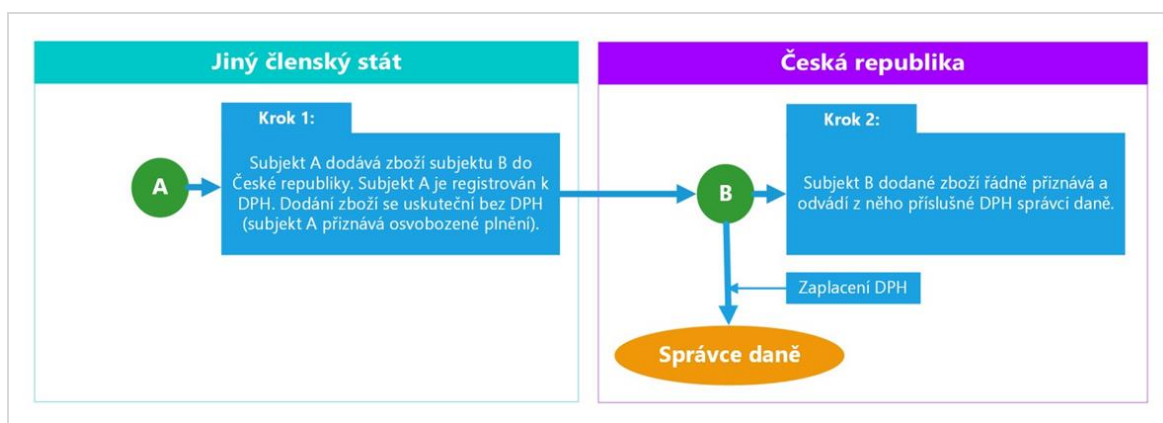 Jiný členský stát
Česká republika
Krok 1:
A
Subjekt A dodává zboží subjektu B do
České republiky. Subjekt A je registrován k
DPH. Dodání zboží se uskuteční bez DPH
(subjekt A přiznává osvobozené plnění).
B
Krok 2:
Subjekt B dodané zboží řádně přiznává a
odvádí z něho příslušné DPH správci daně.
Zaplacení DPH
Správce daně